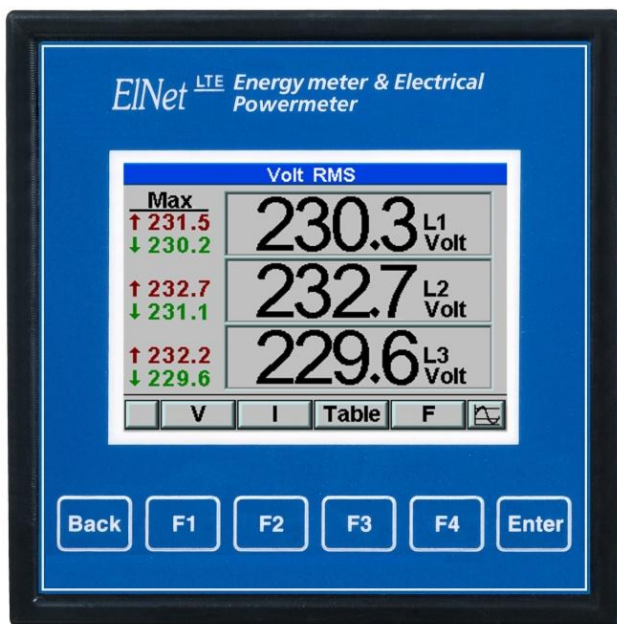 ElNet LTE Energy meter & Electrical
Powermeter
Volt RMS
Max
↑ 231.5
↓ 230.2
230.3 L1
Volt
↑ 232.7
↓ 231.1
232.7 L2
Volt
↑ 232.2
↓ 229.6
229.6 L3
Volt
V I Table F
Back F1 F2 F3 F4 Enter